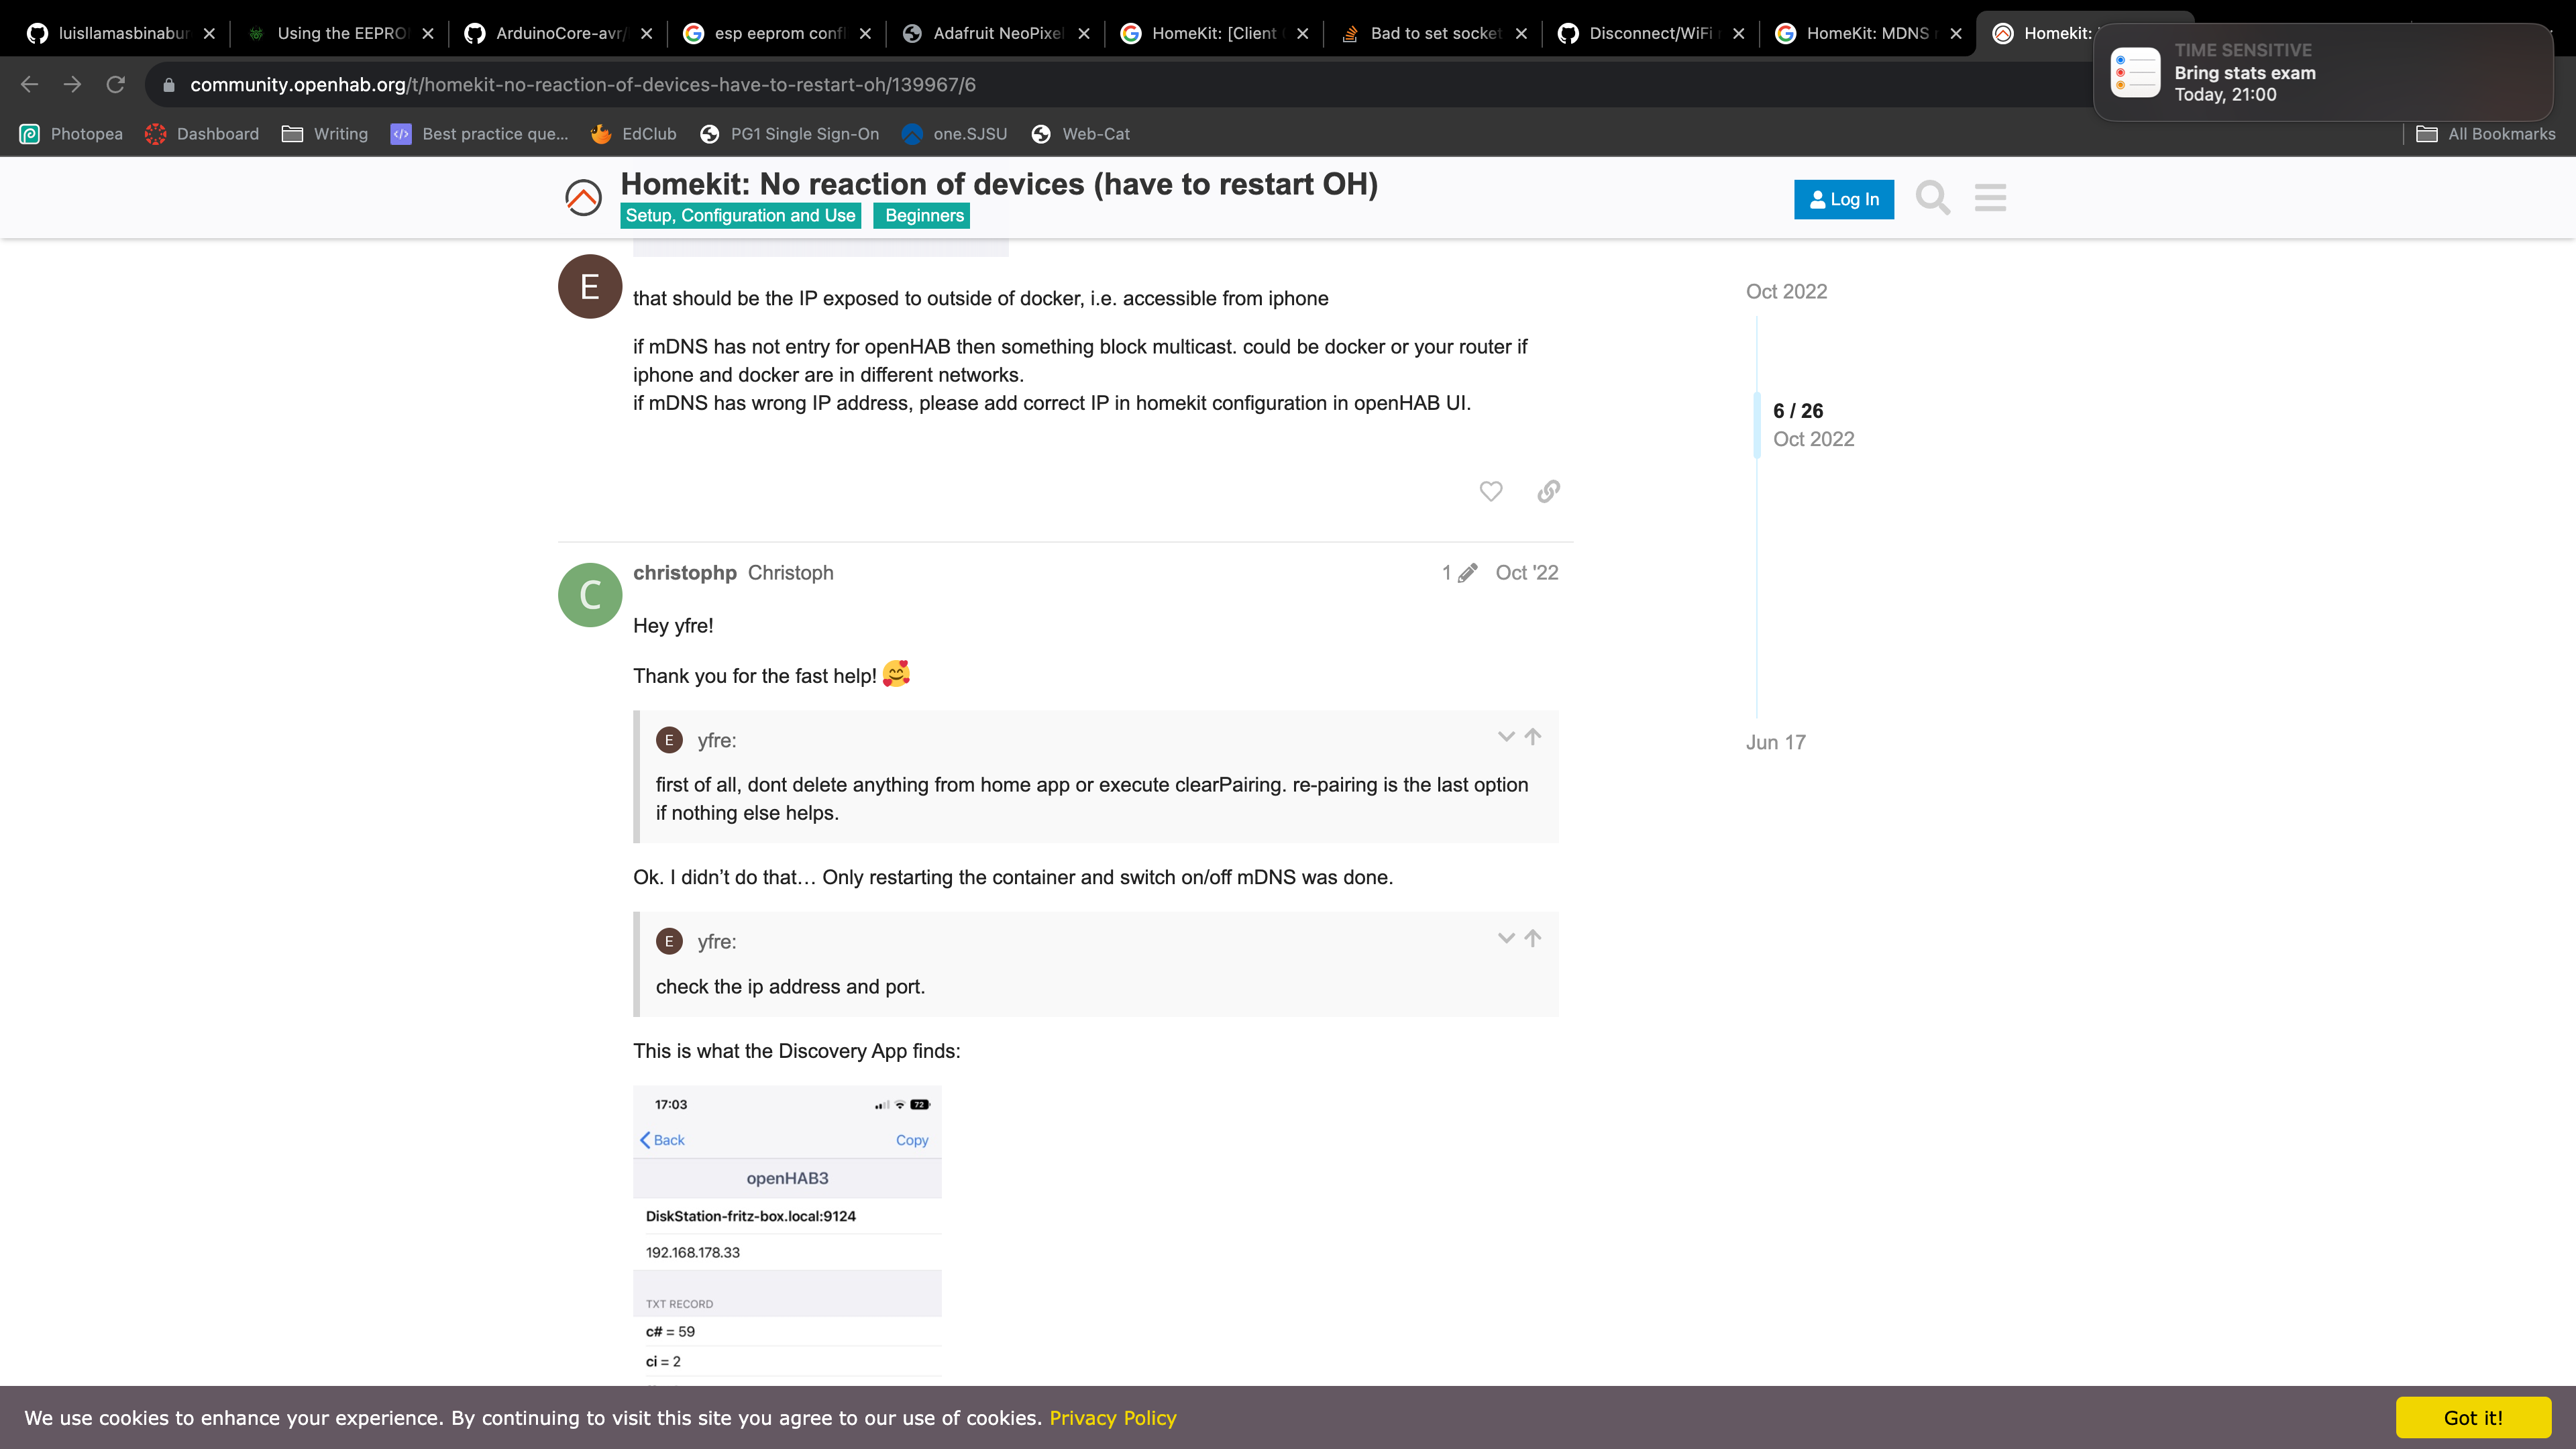 luisllamasbinabur
Using the EEPRO
ArduinoCore-avr/
esp eeprom confl
Adafruit NeoPixel
HomeKit: [Client
Bad to set socket
Disconnect/WiFi
HomeKit: MDNS
Homekit:
TIME SENSITIVE
Bring stats exam
Today, 21:00
community.openhab.org/t/homekit-no-reaction-of-devices-have-to-restart-oh/139967/6
Photopea
Dashboard
Writing
Best practice que...
EdClub
PG1 Single Sign-On
one.SJSU
Web-Cat
All Bookmarks
Homekit: No reaction of devices (have to restart OH)
Setup, Configuration and Use Beginners
Log In
E
that should be the IP exposed to outside of docker, i.e. accessible from iphone
if mDNS has not entry for openHAB then something block multicast. could be docker or your router if
iphone and docker are in different networks.
if mDNS has wrong IP address, please add correct IP in homekit configuration in openHAB UI.
Oct 2022
6 / 26
Oct 2022
Jun 17
C
christophp Christoph
1 Oct '22
Hey yfre!
Thank you for the fast help!
E yfre:
first of all, dont delete anything from home app or execute clearPairing. re-pairing is the last option
if nothing else helps.
Ok. I didn’t do that… Only restarting the container and switch on/off mDNS was done.
E yfre:
check the ip address and port.
This is what the Discovery App finds:
17:03 72
Back Copy
openHAB3
DiskStation-fritz-box.local:9124
192.168.178.33
TXT RECORD
c# = 59
ci = 2
We use cookies to enhance your experience. By continuing to visit this site you agree to our use of cookies. Privacy Policy
Got it!